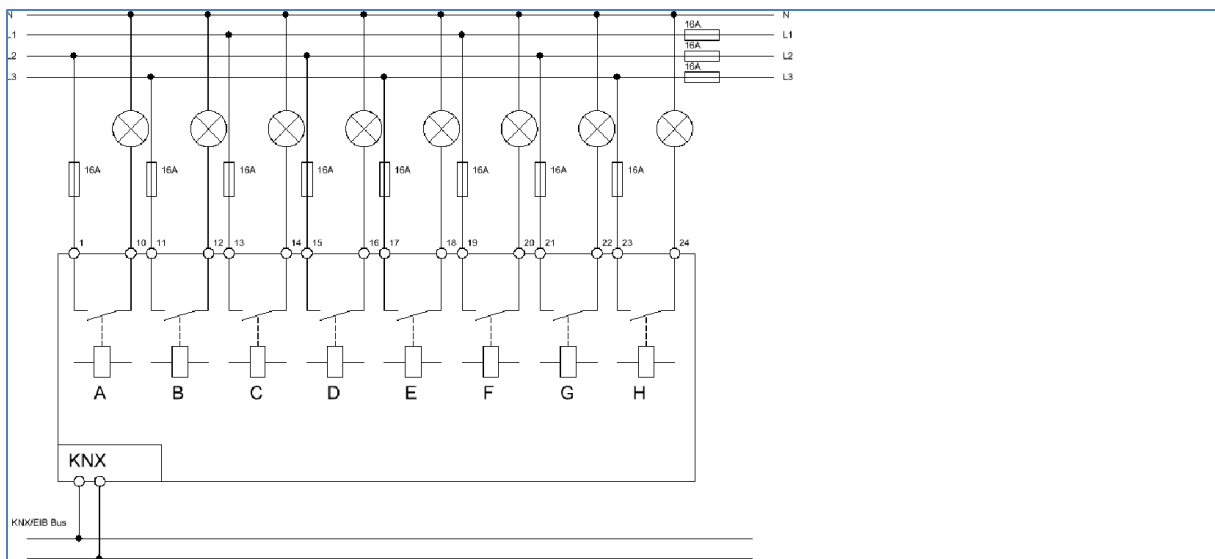 N N
16A
L1 L1
16A
L2 L2
16A
L3 L3
16A 16A 16A 16A 16A 16A 16A 16A
1 10 11 12 13 14 15 16 17 18 19 20 21 22 23 24
A B C D E F G H
KNX
KNX/EIB Bus